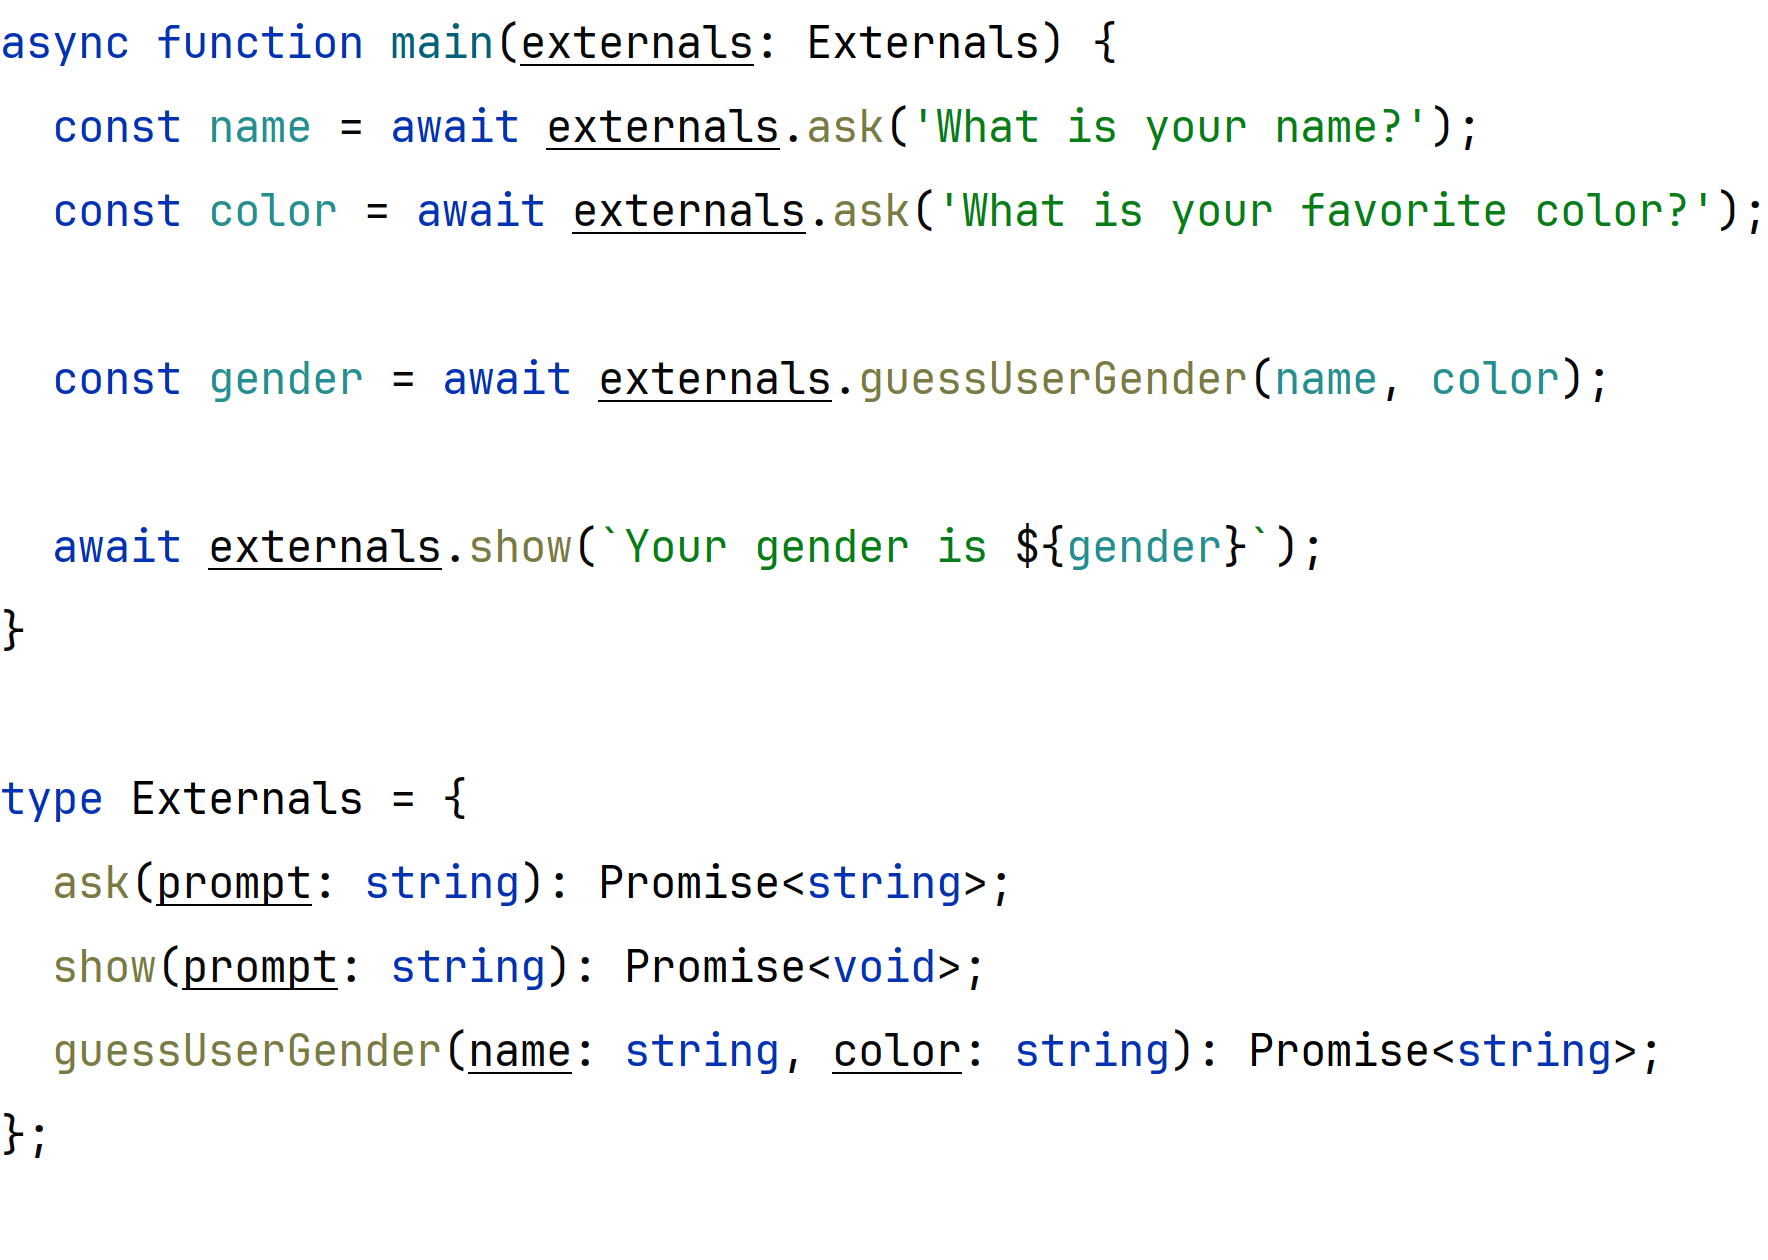 async function main(externals: Externals) {
  const name = await externals.ask('What is your name?');
  const color = await externals.ask('What is your favorite color?');

  const gender = await externals.guessUserGender(name, color);

  await externals.show(`Your gender is ${gender}`);
}

type Externals = {
  ask(prompt: string): Promise<string>;
  show(prompt: string): Promise<void>;
  guessUserGender(name: string, color: string): Promise<string>;
};